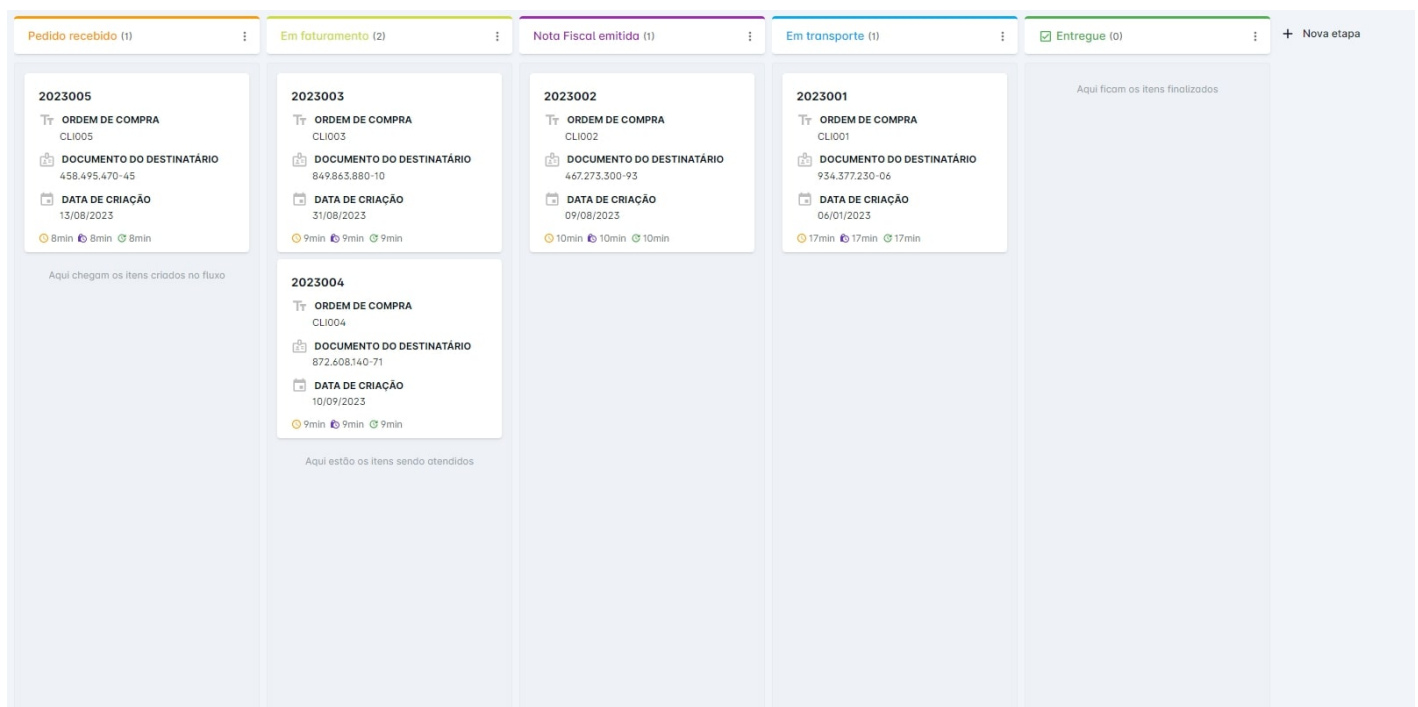 Pedido recebido (1)
Em faturamento (2)
Nota Fiscal emitida (1)
Em transporte (1)
Entregue (0)
+ Nova etapa
2023005
ORDEM DE COMPRA
CLI005
DOCUMENTO DO DESTINATÁRIO
458.495.470-45
DATA DE CRIAÇÃO
13/08/2023
8min 8min 8min
Aqui chegam os itens criados no fluxo
2023003
ORDEM DE COMPRA
CLI003
DOCUMENTO DO DESTINATÁRIO
849.863.880-10
DATA DE CRIAÇÃO
31/08/2023
9min 9min 9min
2023004
ORDEM DE COMPRA
CLI004
DOCUMENTO DO DESTINATÁRIO
872.608.140-71
DATA DE CRIAÇÃO
10/09/2023
9min 9min 9min
Aqui estão os itens sendo atendidos
2023002
ORDEM DE COMPRA
CLI002
DOCUMENTO DO DESTINATÁRIO
467.273.300-93
DATA DE CRIAÇÃO
09/08/2023
10min 10min 10min
2023001
ORDEM DE COMPRA
CLI001
DOCUMENTO DO DESTINATÁRIO
934.377.230-06
DATA DE CRIAÇÃO
06/01/2023
17min 17min 17min
Aqui ficam os itens finalizados